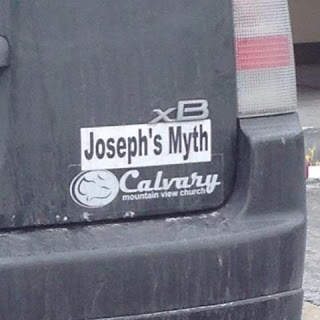 xB
Joseph's Myth
Calvary
mountain view church